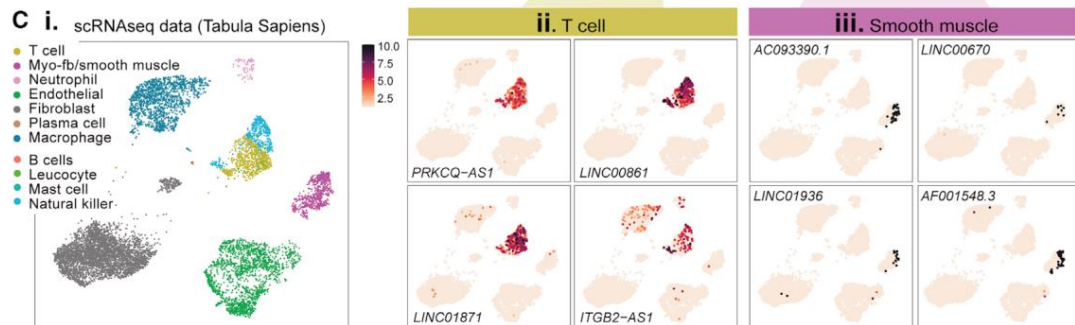 C i. scRNAseq data (Tabula Sapiens)
T cell
Myo-fb/smooth muscle
Neutrophil
Endothelial
Fibroblast
Plasma cell
Macrophage
B cells
Leucocyte
Mast cell
Natural killer
10.0
7.5
5.0
2.5
ii. T cell
PRKCQ-AS1
LINC00861
LINC01871
ITGB2-AS1
iii. Smooth muscle
AC093390.1
LINC00670
LINC01936
AF001548.3